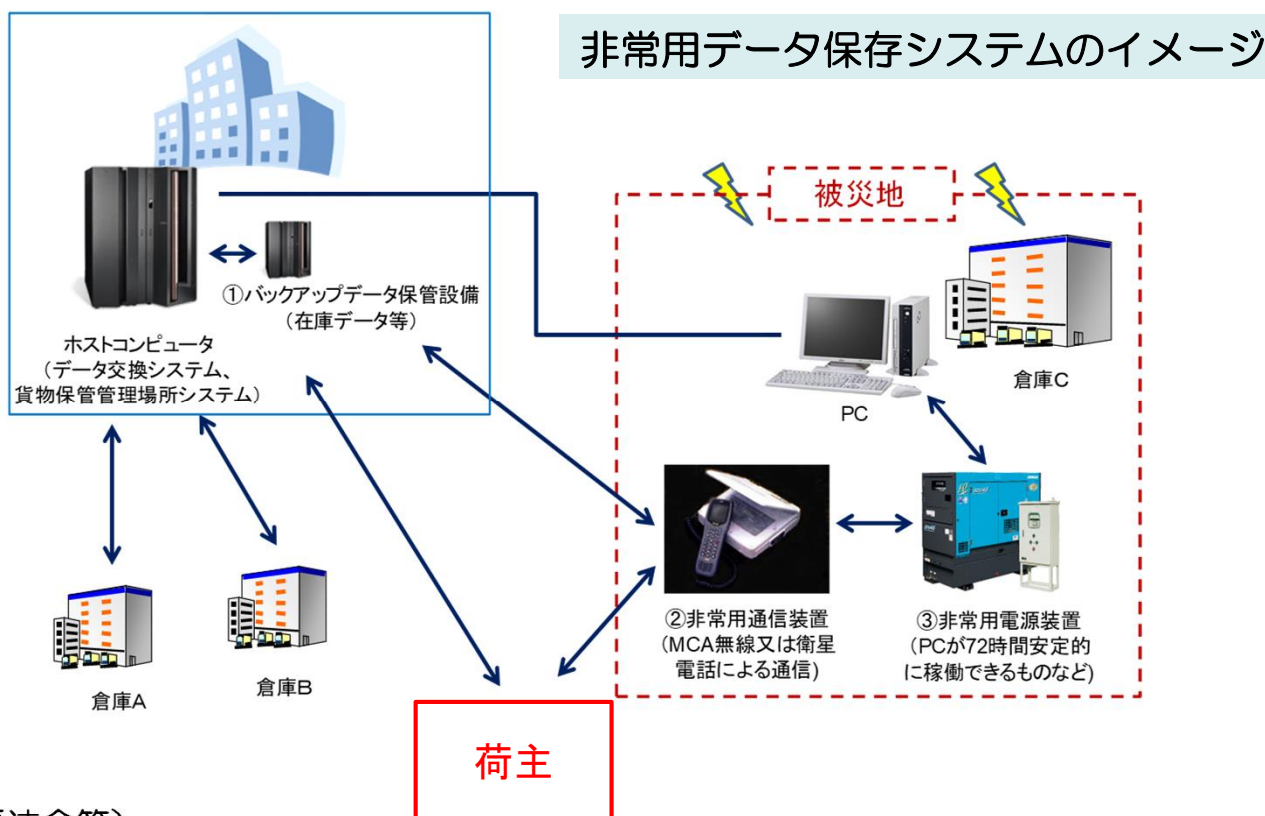 非常用データ保存システムのイメージ
被災地
①バックアップデータ保管設備
(在庫データ等)
ホストコンピュータ
(データ交換システム、
貨物保管管理場所システム)
倉庫C
PC
②非常用通信装置
(MCA無線又は衛星
電話による通信)
③非常用電源装置
(PCが72時間安定的
に稼働できるものなど)
倉庫A
倉庫B
荷主